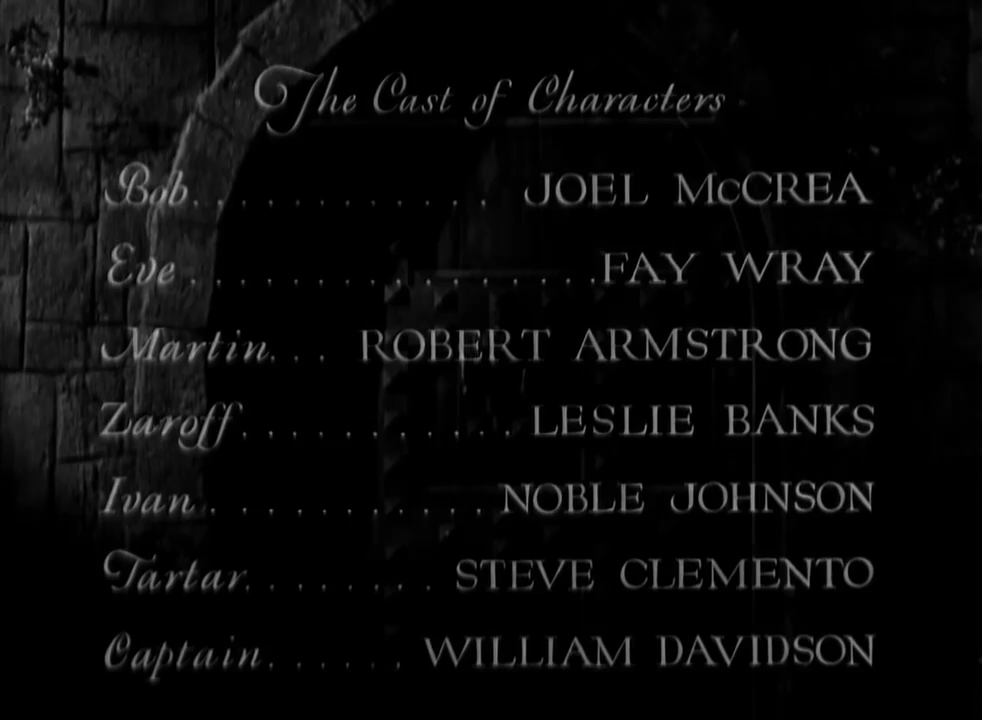 The Cast of Characters
Bob. . . . . . . . . . . . JOEL McCREA
Eve . . . . . . . . . . . . . . . . FAY WRAY
Martin. . . ROBERT ARMSTRONG
Zaroff. . . . . . . . . . . LESLIE BANKS
Ivan. . . . . . . . . . . . NOBLE JOHNSON
Tartar. . . . . . . . STEVE CLEMENTO
Captain. . . . . . WILLIAM DAVIDSON